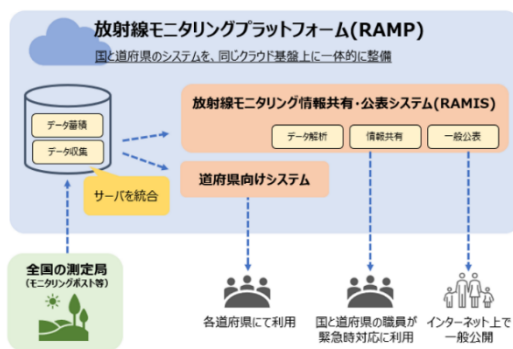 放射線モニタリングプラットフォーム(RAMP)
国と道府県のシステムを、同じクラウド基盤上に一体的に整備
放射線モニタリング情報共有・公表システム(RAMIS)
データ解析
情報共有
一般公表
データ蓄積
データ収集
サーバを統合
道府県向けシステム
全国の測定局
(モニタリングポスト等)
各道府県にて利用
国と道府県の職員が
緊急時対応に利用
インターネット上で
一般公開